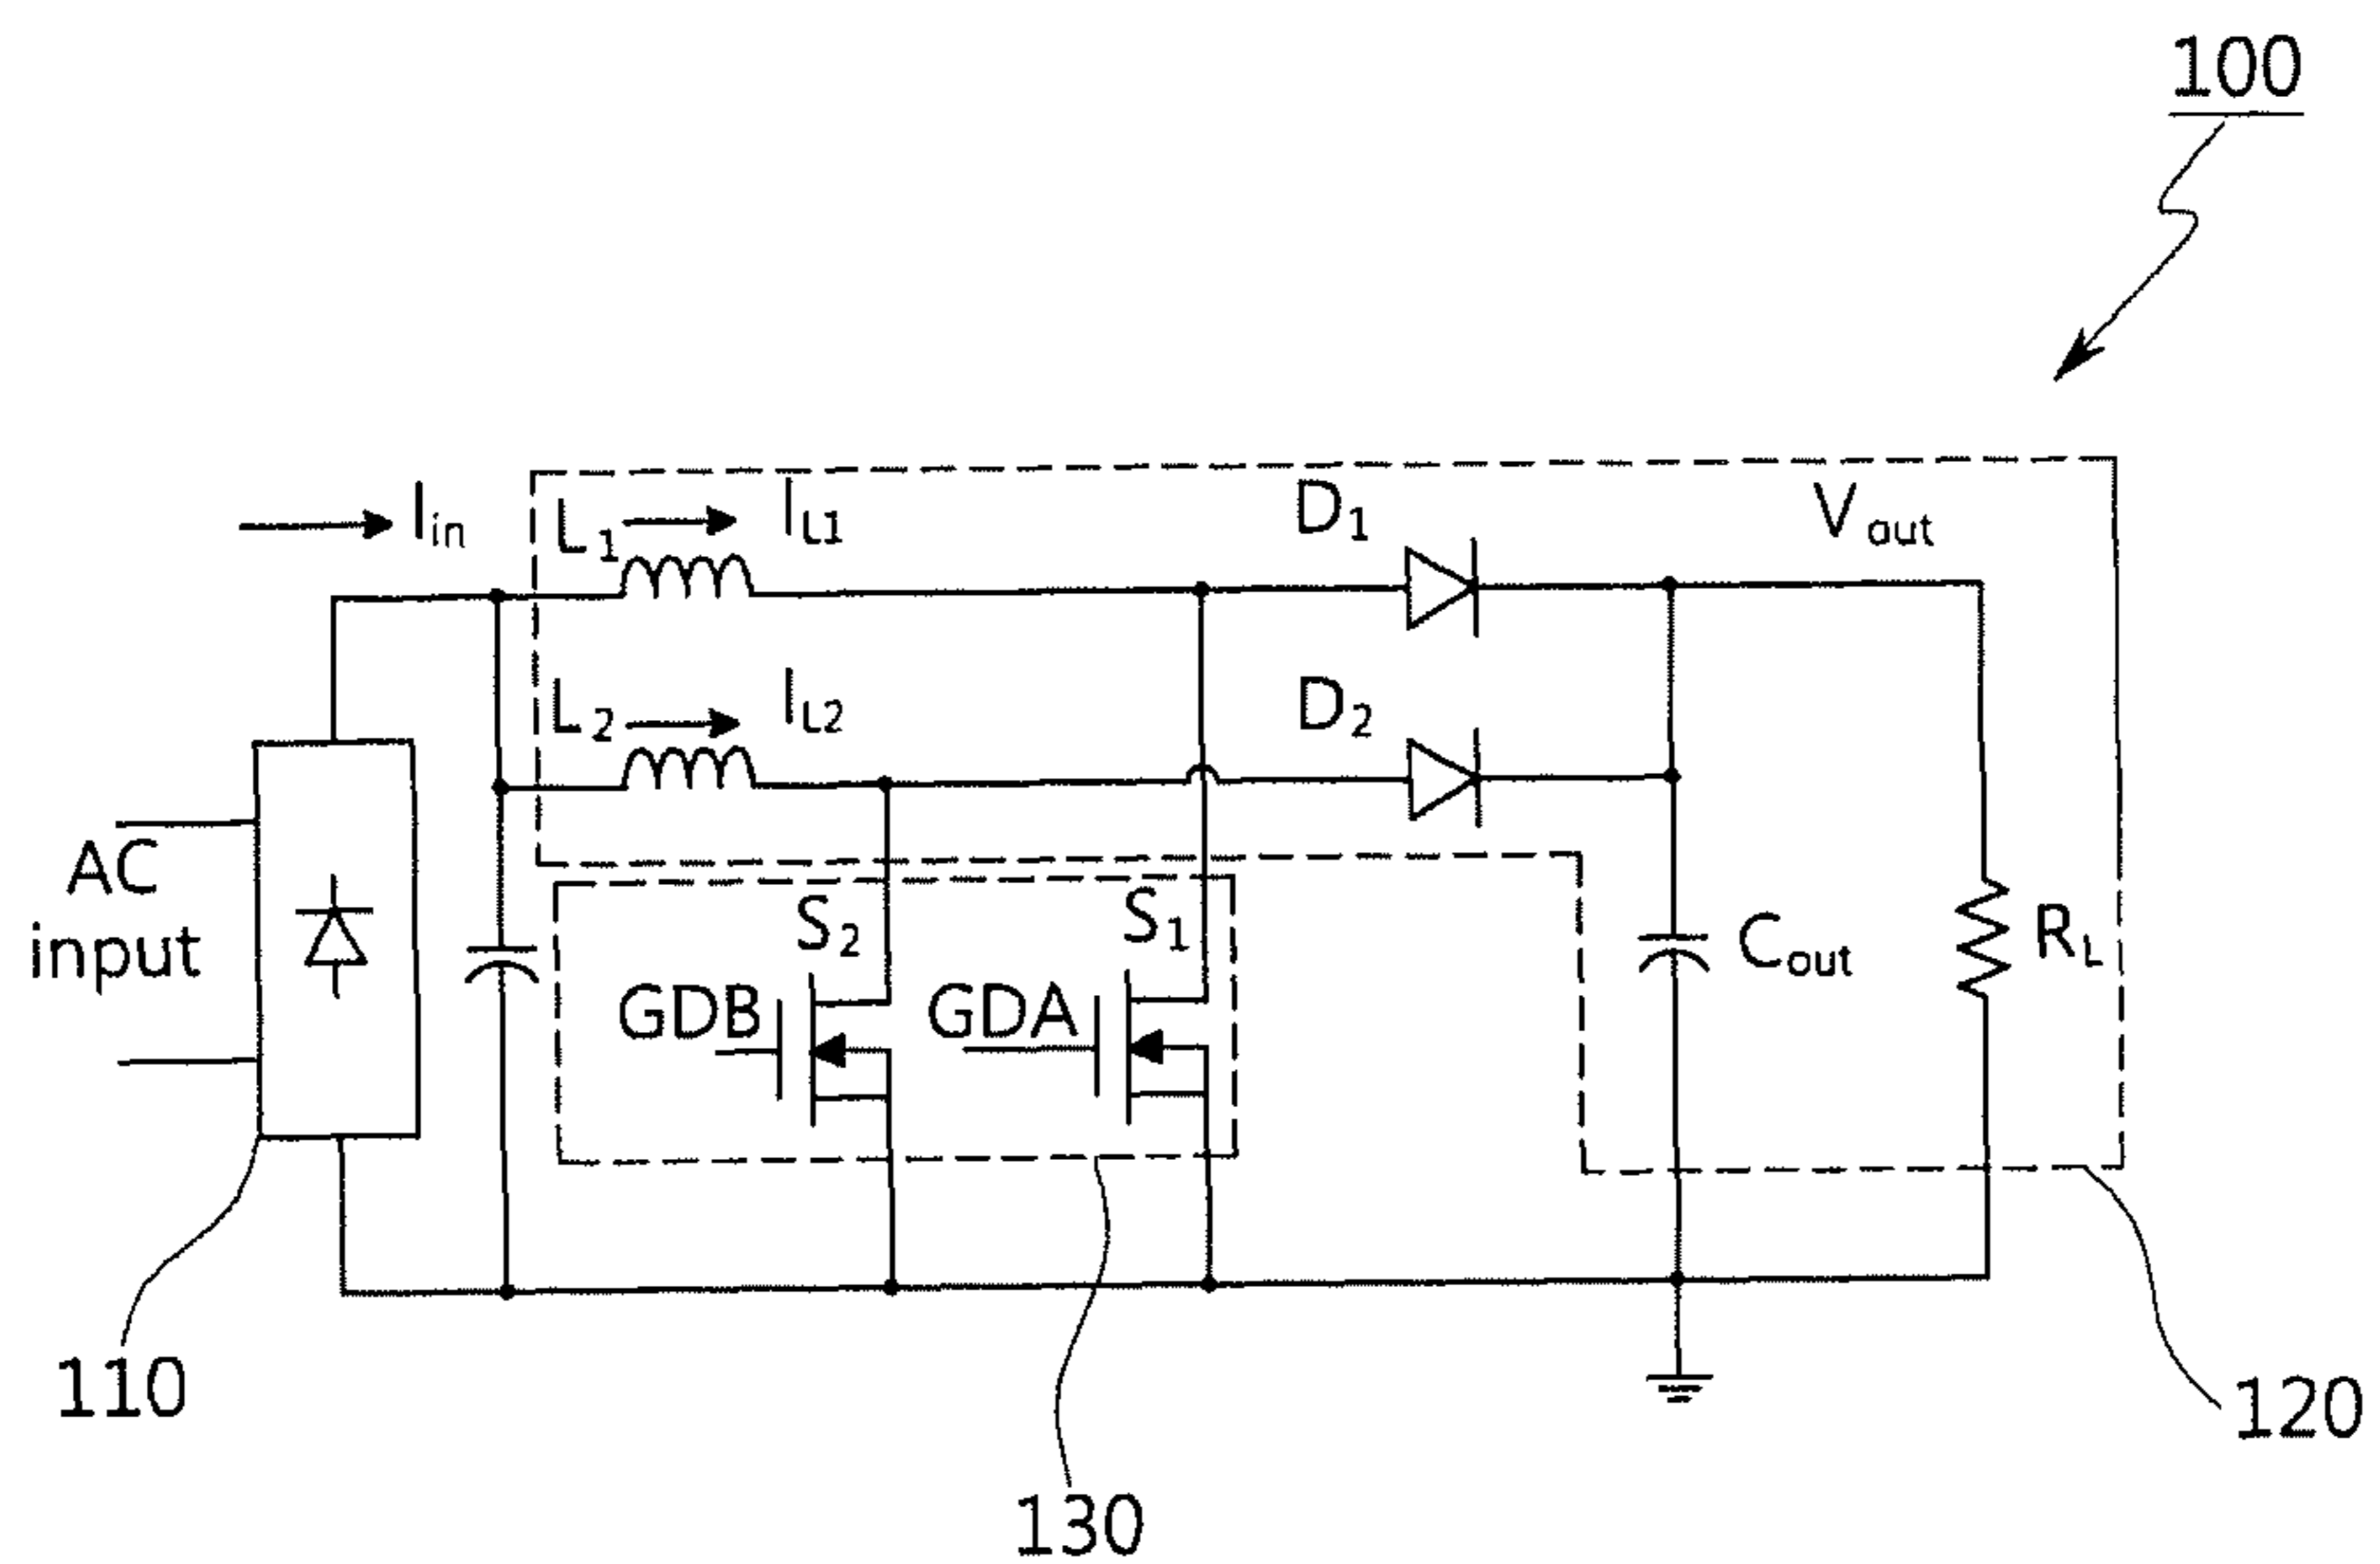 100
Iin
L1
IL1
D1
Vout
L2
IL2
D2
AC
input
S2
S1
GDB
GDA
Cout
RL
110
120
130